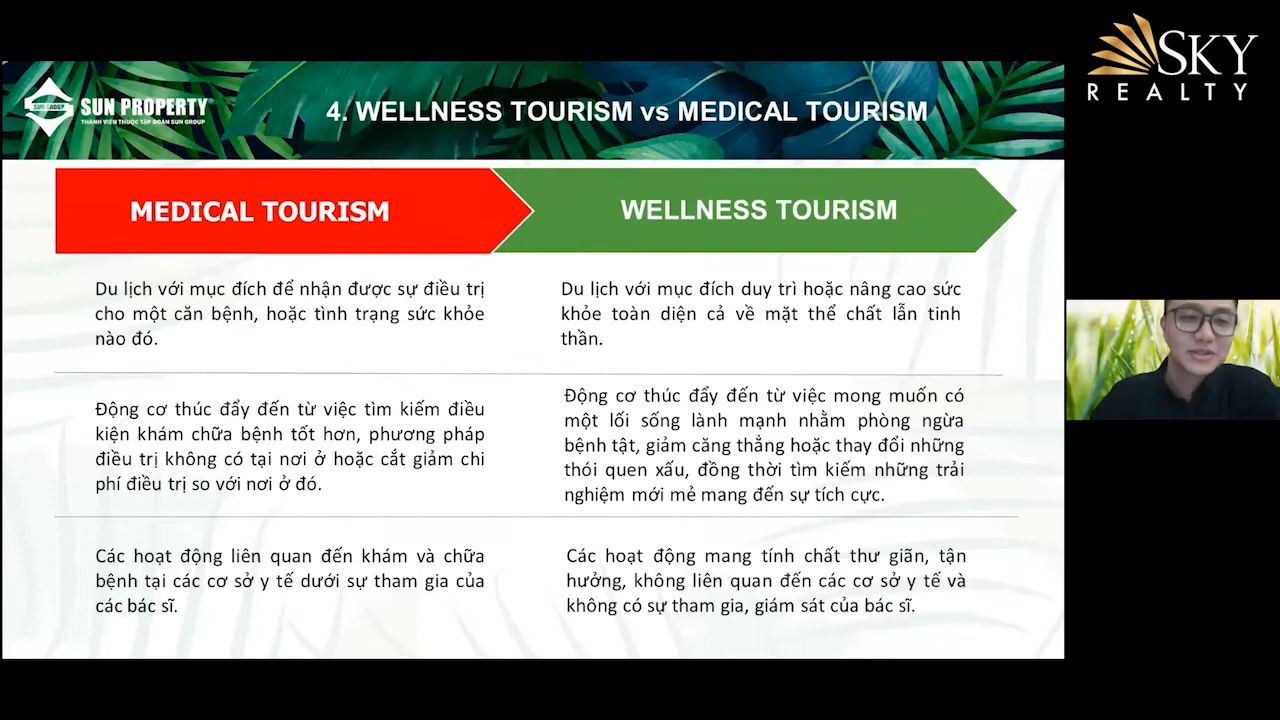 SKY
REALTY
SUN GROUP
SUN PROPERTY
THÀNH VIÊN THUỘC TẬP ĐOÀN SUN GROUP
4. WELLNESS TOURISM vs MEDICAL TOURISM
MEDICAL TOURISM
WELLNESS TOURISM
Du lịch với mục đích để nhận được sự điều trị
cho một căn bệnh, hoặc tình trạng sức khỏe
nào đó.
Du lịch với mục đích duy trì hoặc nâng cao sức
khỏe toàn diện cả về mặt thể chất lẫn tinh
thần.
Động cơ thúc đẩy đến từ việc tìm kiếm điều
kiện khám chữa bệnh tốt hơn, phương pháp
điều trị không có tại nơi ở hoặc cắt giảm chi
phí điều trị so với nơi ở đó.
Động cơ thúc đẩy đến từ việc mong muốn có
một lối sống lành mạnh nhằm phòng ngừa
bệnh tật, giảm căng thẳng hoặc thay đổi những
thói quen xấu, đồng thời tìm kiếm những trải
nghiệm mới mẻ mang đến sự tích cực.
Các hoạt động liên quan đến khám và chữa
bệnh tại các cơ sở y tế dưới sự tham gia của
các bác sĩ.
Các hoạt động mang tính chất thư giãn, tận
hưởng, không liên quan đến các cơ sở y tế và
không có sự tham gia, giám sát của bác sĩ.